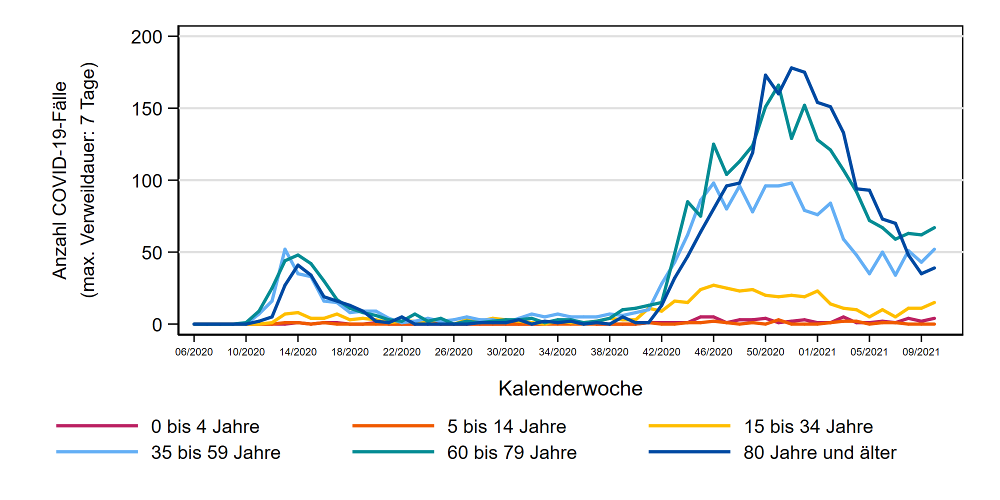 Anzahl COVID-19-Fälle
(max. Verweildauer: 7 Tage)
200
150
100
50
0
06/2020 10/2020 14/2020 18/2020 22/2020 26/2020 30/2020 34/2020 38/2020 42/2020 46/2020 50/2020 01/2021 05/2021 09/2021
Kalenderwoche
0 bis 4 Jahre 5 bis 14 Jahre 15 bis 34 Jahre
35 bis 59 Jahre 60 bis 79 Jahre 80 Jahre und älter